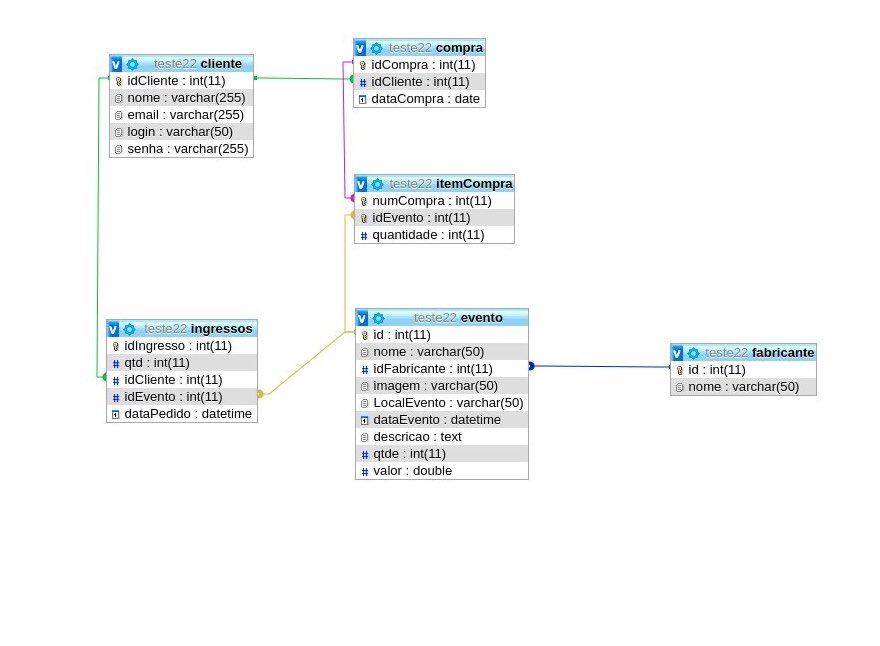 teste22 cliente
idCliente : int(11)
nome : varchar(255)
email : varchar(255)
login : varchar(50)
senha : varchar(255)
teste22 compra
idCompra : int(11)
idCliente : int(11)
dataCompra : date
teste22 itemCompra
numCompra : int(11)
idEvento : int(11)
quantidade : int(11)
teste22 ingressos
idIngresso : int(11)
qtd : int(11)
idCliente : int(11)
idEvento : int(11)
dataPedido : datetime
teste22 evento
id : int(11)
nome : varchar(50)
idFabricante : int(11)
imagem : varchar(50)
LocalEvento : varchar(50)
dataEvento : datetime
descricao : text
qtde : int(11)
valor : double
teste22 fabricante
id : int(11)
nome : varchar(50)